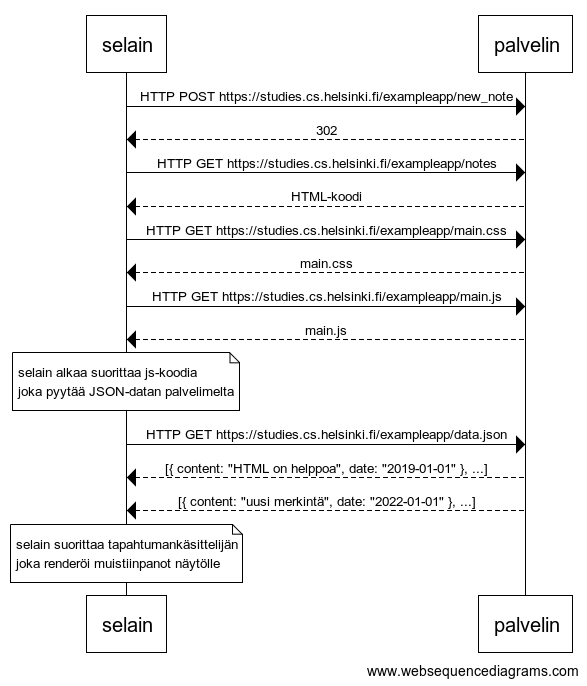 selain
palvelin
HTTP POST https://studies.cs.helsinki.fi/exampleapp/new_note
302
HTTP GET https://studies.cs.helsinki.fi/exampleapp/notes
HTML-koodi
HTTP GET https://studies.cs.helsinki.fi/exampleapp/main.css
main.css
HTTP GET https://studies.cs.helsinki.fi/exampleapp/main.js
main.js
selain alkaa suorittaa js-koodia
joka pyytää JSON-datan palvelimelta
HTTP GET https://studies.cs.helsinki.fi/exampleapp/data.json
[{ content: "HTML on helppoa", date: "2019-01-01" }, ...]
[{ content: "uusi merkintä", date: "2022-01-01" }, ...]
selain suorittaa tapahtumankäsittelijän
joka renderöi muistiinpanot näytölle
selain
palvelin
www.websequencediagrams.com